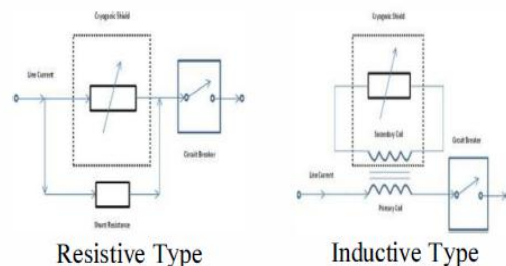 Cryogenic Shield
Line Current
Circuit Breaker
Shunt Resistance
Resistive Type
Cryogenic Shield
Secondary Coil
Line Current
Primary Coil
Circuit Breaker
Inductive Type